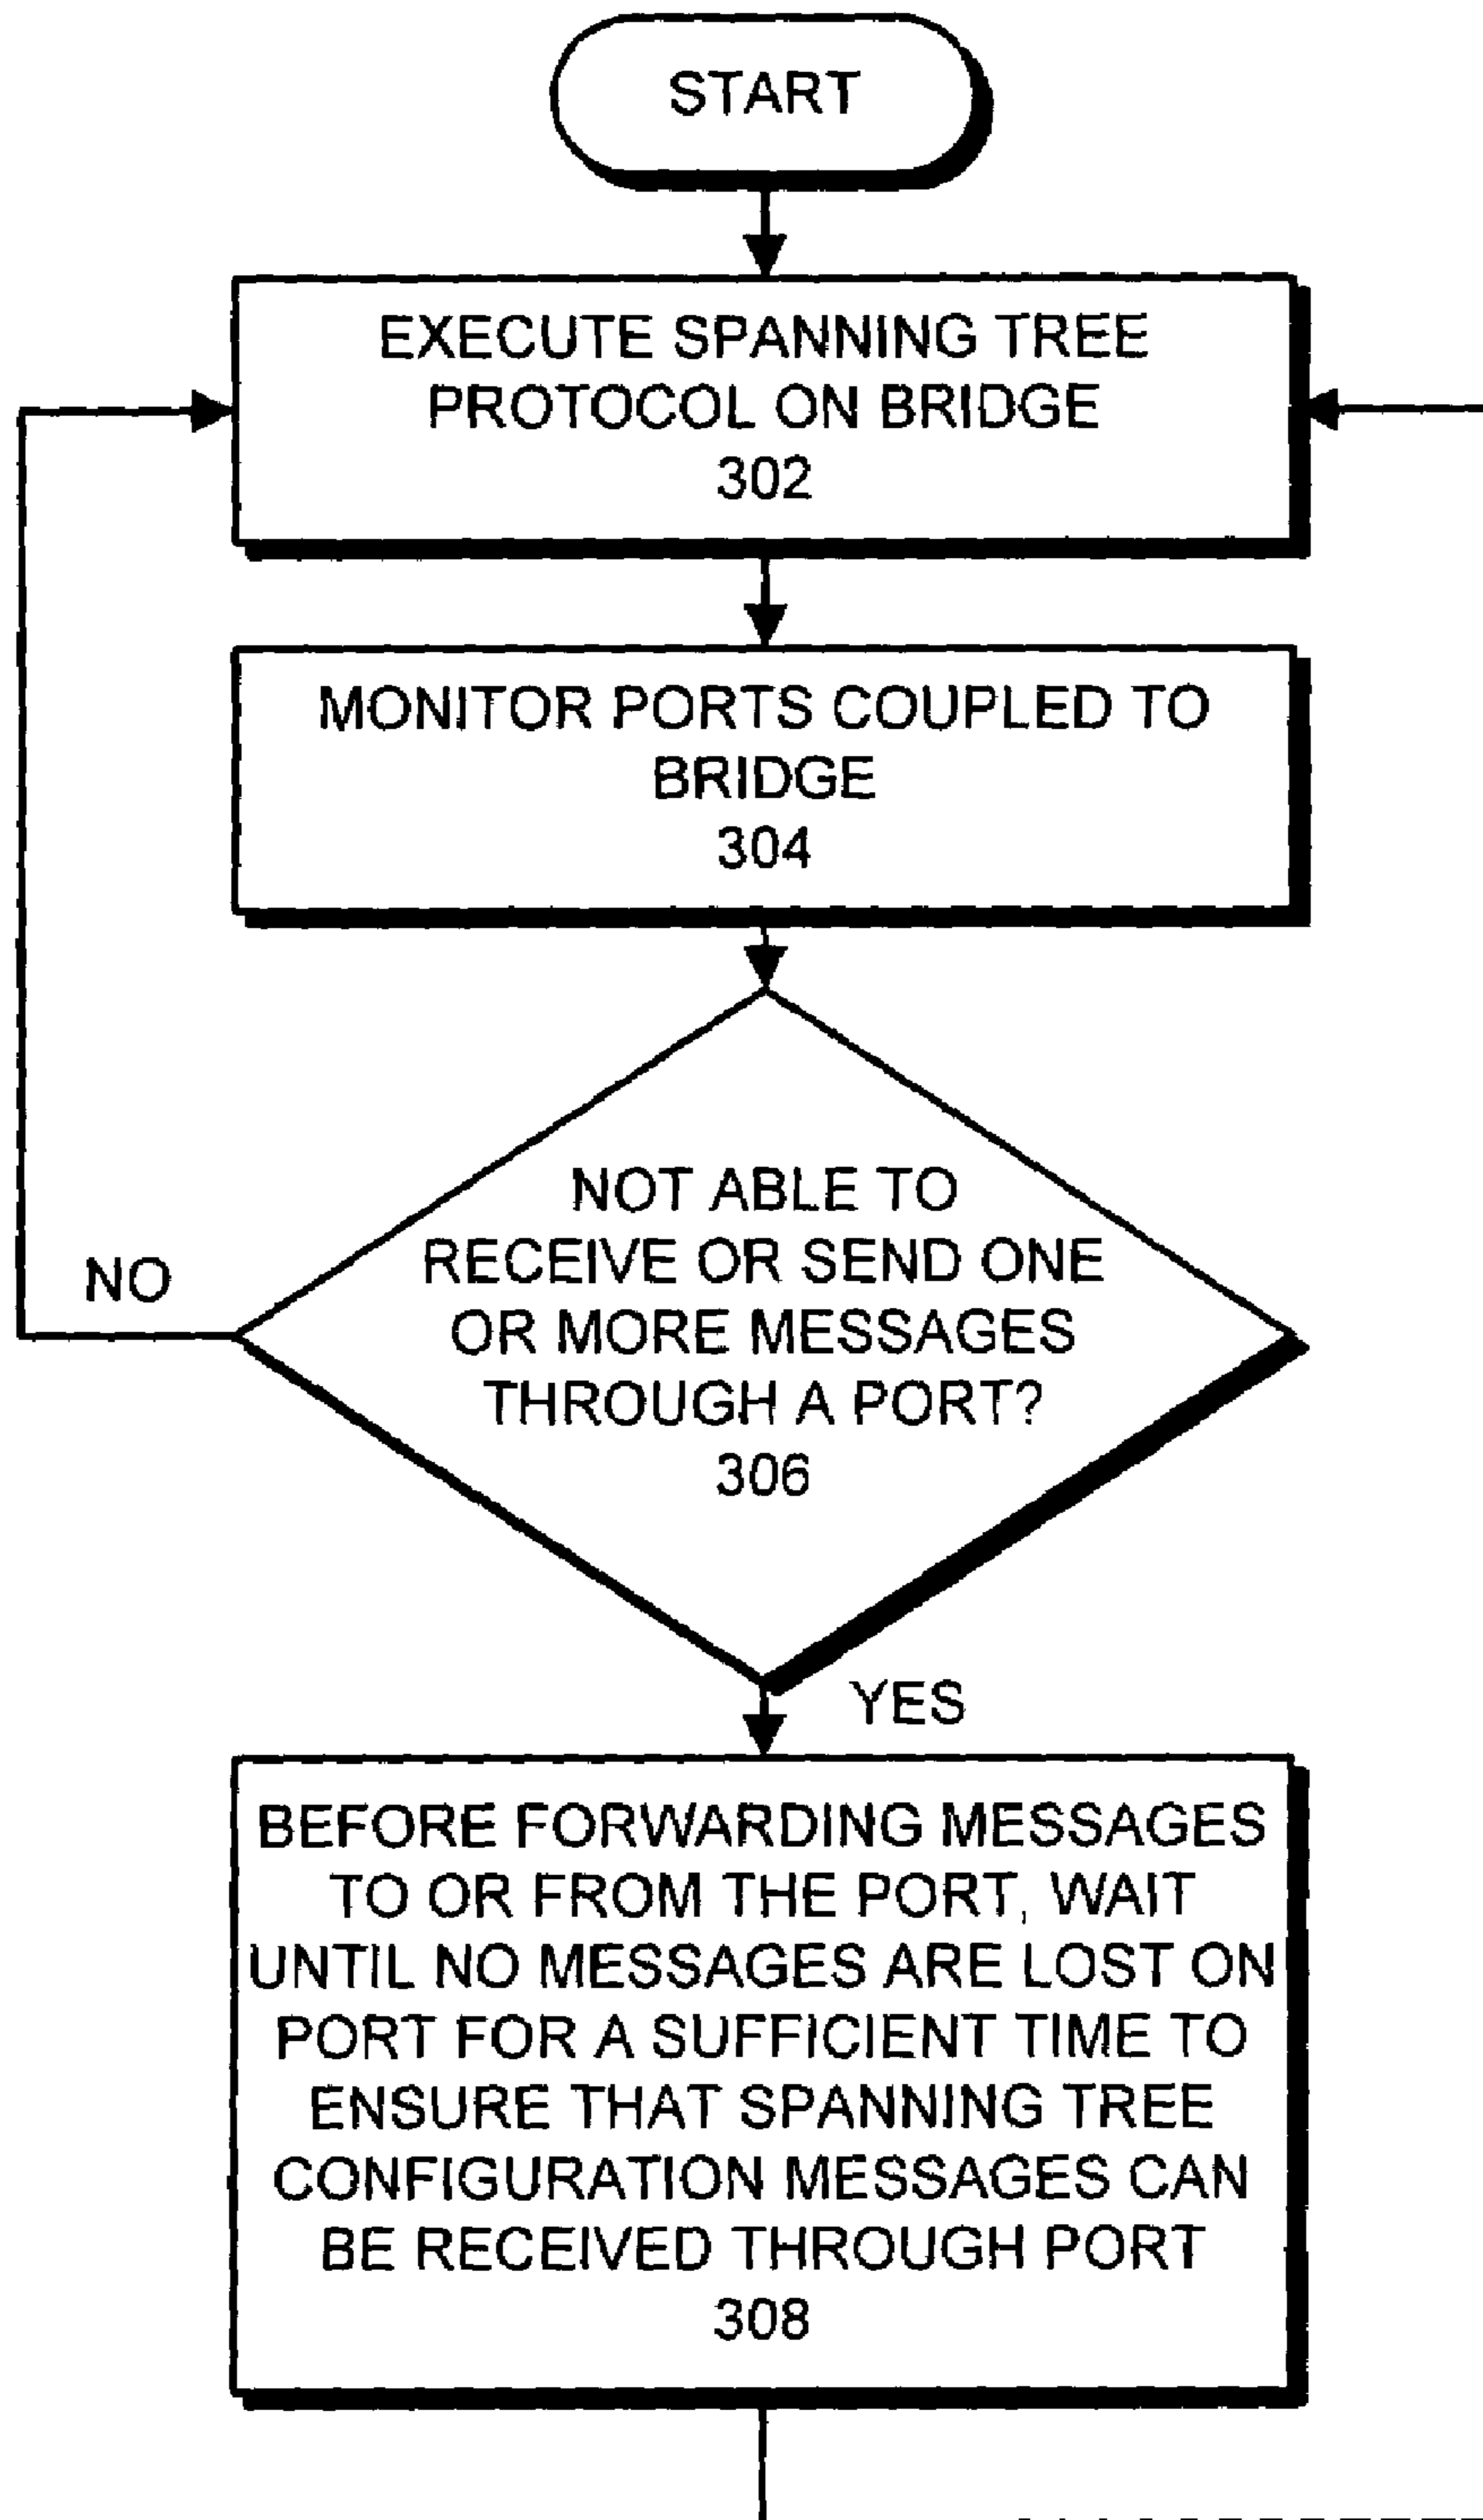 START
EXECUTE SPANNING TREE
PROTOCOL ON BRIDGE
302
MONITOR PORTS COUPLED TO
BRIDGE
304
NOT ABLE TO
RECEIVE OR SEND ONE
OR MORE MESSAGES
THROUGH A PORT?
306
NO
YES
BEFORE FORWARDING MESSAGES
TO OR FROM THE PORT, WAIT
UNTIL NO MESSAGES ARE LOST ON
PORT FOR A SUFFICIENT TIME TO
ENSURE THAT SPANNING TREE
CONFIGURATION MESSAGES CAN
BE RECEIVED THROUGH PORT
308